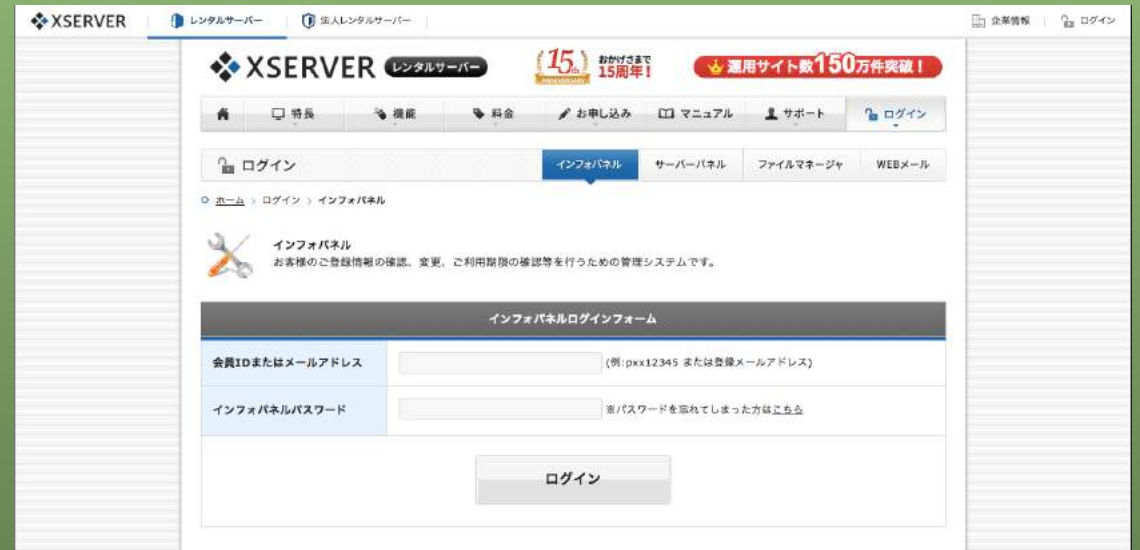 XSERVER レンタルサーバー 法人レンタルサーバー 企業情報 ログイン
XSERVER レンタルサーバー 15th ANNIVERSARY おかげさまで 15周年! 運用サイト数150万件突破!
特長 機能 料金 お申し込み マニュアル サポート ログイン
ログイン インフォパネル サーバーパネル ファイルマネージャ WEBメール
ホーム > ログイン > インフォパネル
インフォパネル
お客様のご登録情報の確認、変更、ご利用期限の確認等を行うための管理システムです。
インフォパネルログインフォーム
会員IDまたはメールアドレス (例:pxx12345 または登録メールアドレス)
インフォパネルパスワード ※パスワードを忘れてしまった方はこちら
ログイン